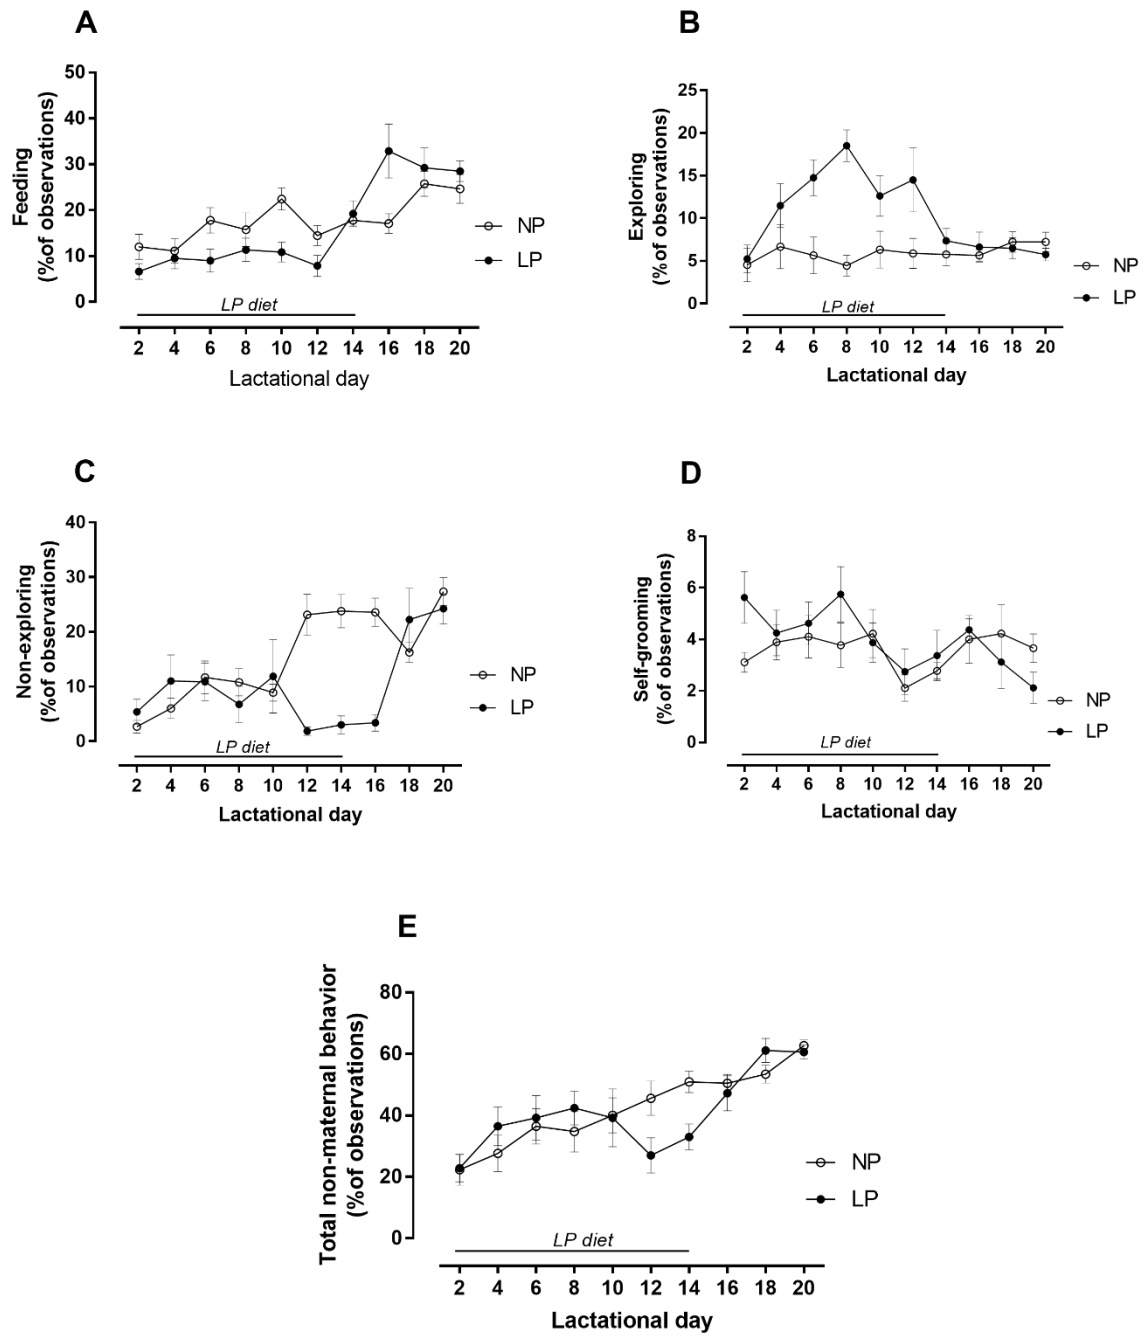 A
Feeding
(%of observations)
50
40
30
20
10
0
NP
LP
LP diet
2 4 6 8 10 12 14 16 18 20
Lactational day
B
Exploring
(%of observations)
25
20
15
10
5
0
NP
LP
LP diet
2 4 6 8 10 12 14 16 18 20
Lactational day
C
Non-exploring
(%of observations)
40
30
20
10
0
NP
LP
LP diet
2 4 6 8 10 12 14 16 18 20
Lactational day
D
Self-grooming
(%of observations)
8
6
4
2
0
NP
LP
LP diet
2 4 6 8 10 12 14 16 18 20
Lactational day
E
Total non-maternal behavior
(%of observations)
80
60
40
20
0
NP
LP
LP diet
2 4 6 8 10 12 14 16 18 20
Lactational day